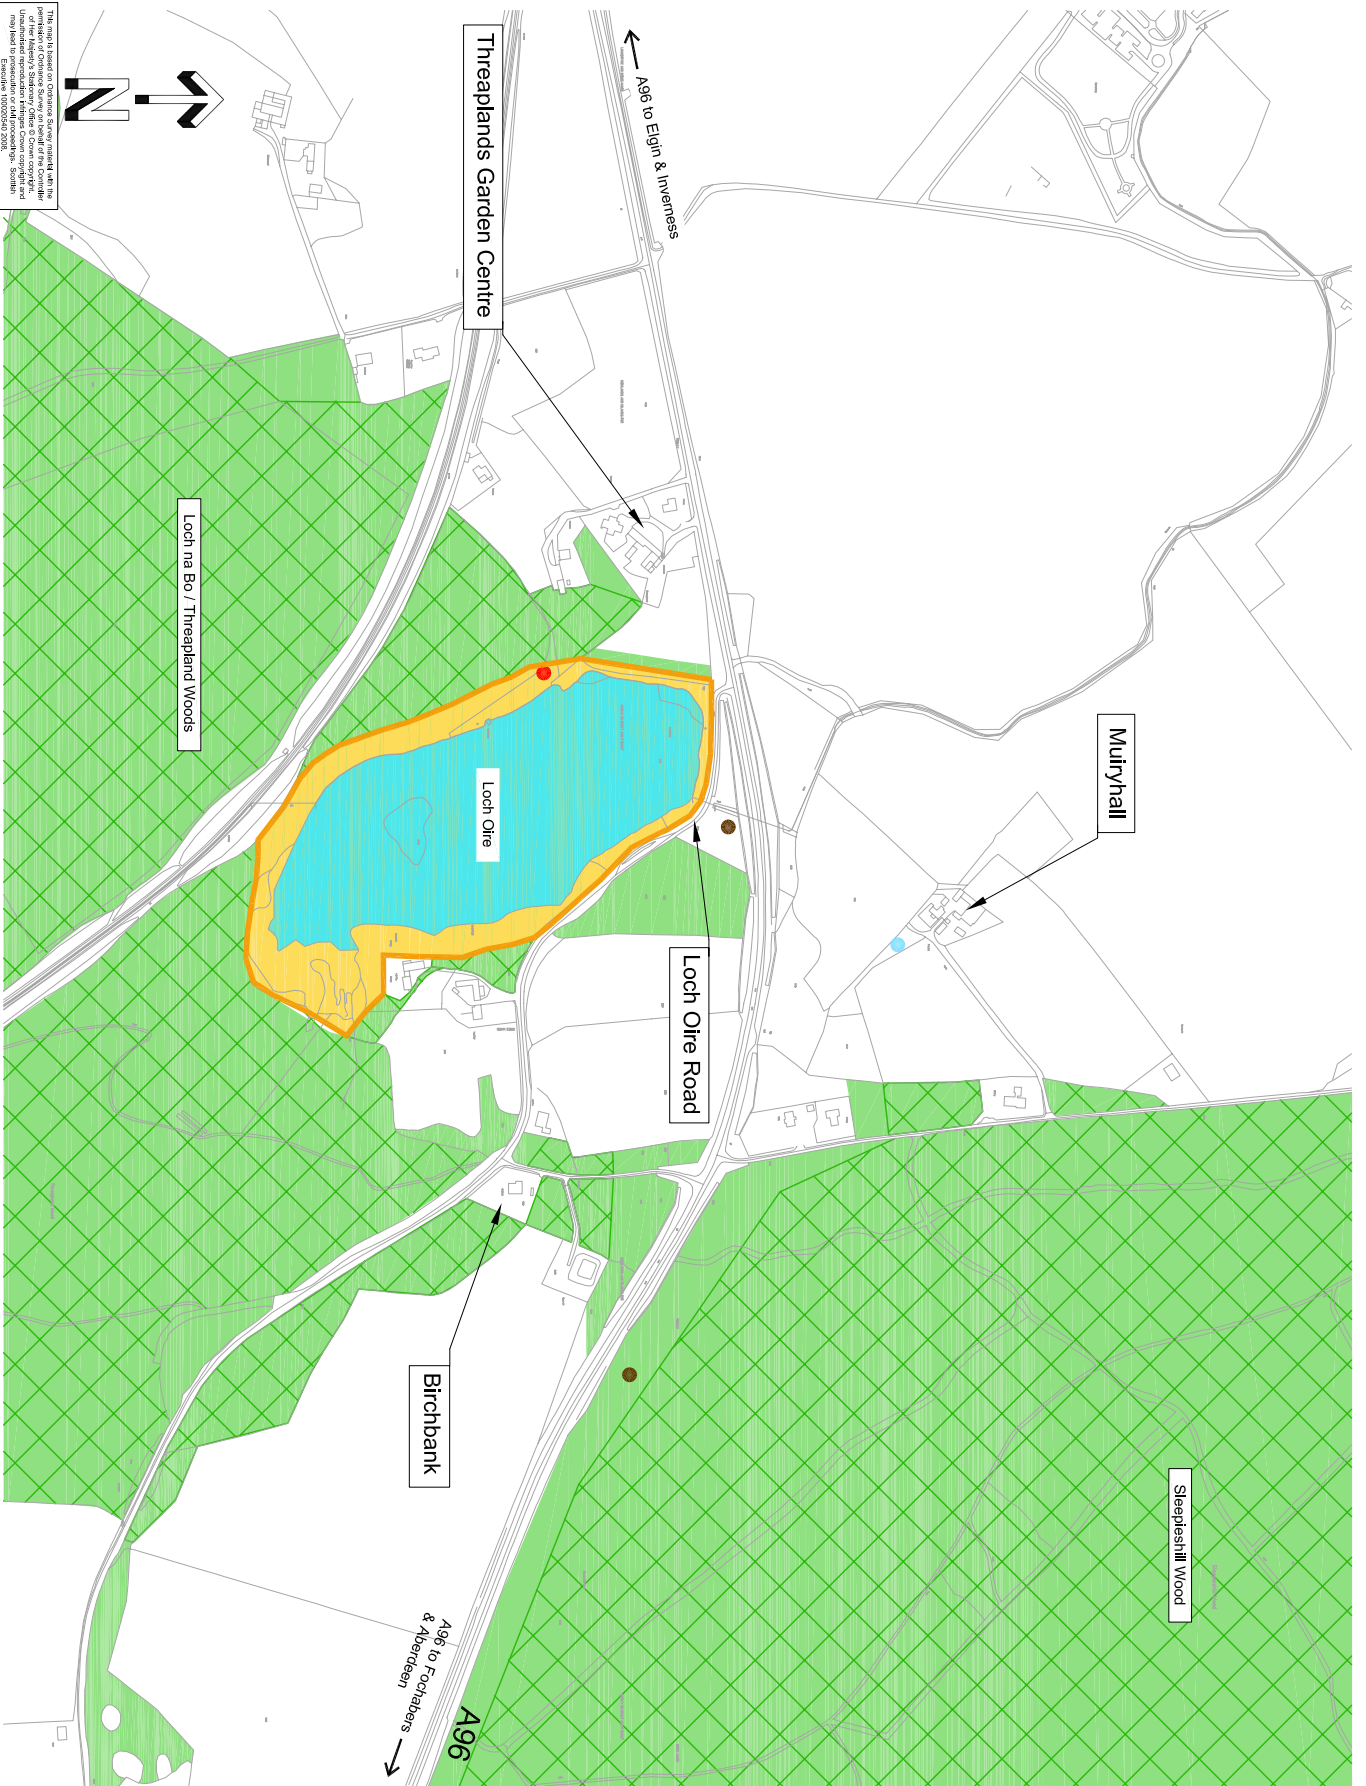 A96 to Elgin & Inverness
Threaplands Garden Centre
Muiryhall
Loch Oire
Loch Oire Road
Loch na Bo / Threapland Woods
Birchbank
Sleepieshill Wood
A96 to Fochabers
& Aberdeen
A96
N
This map is based on Ordnance Survey material with the
permission of Ordnance Survey on behalf of the Controller
of Her Majesty's Stationary Office © Crown copyright.
Unauthorised reproduction infringes Crown copyright and
may lead to prosecution or civil proceedings. Scottish
Executive 100020540 2008.